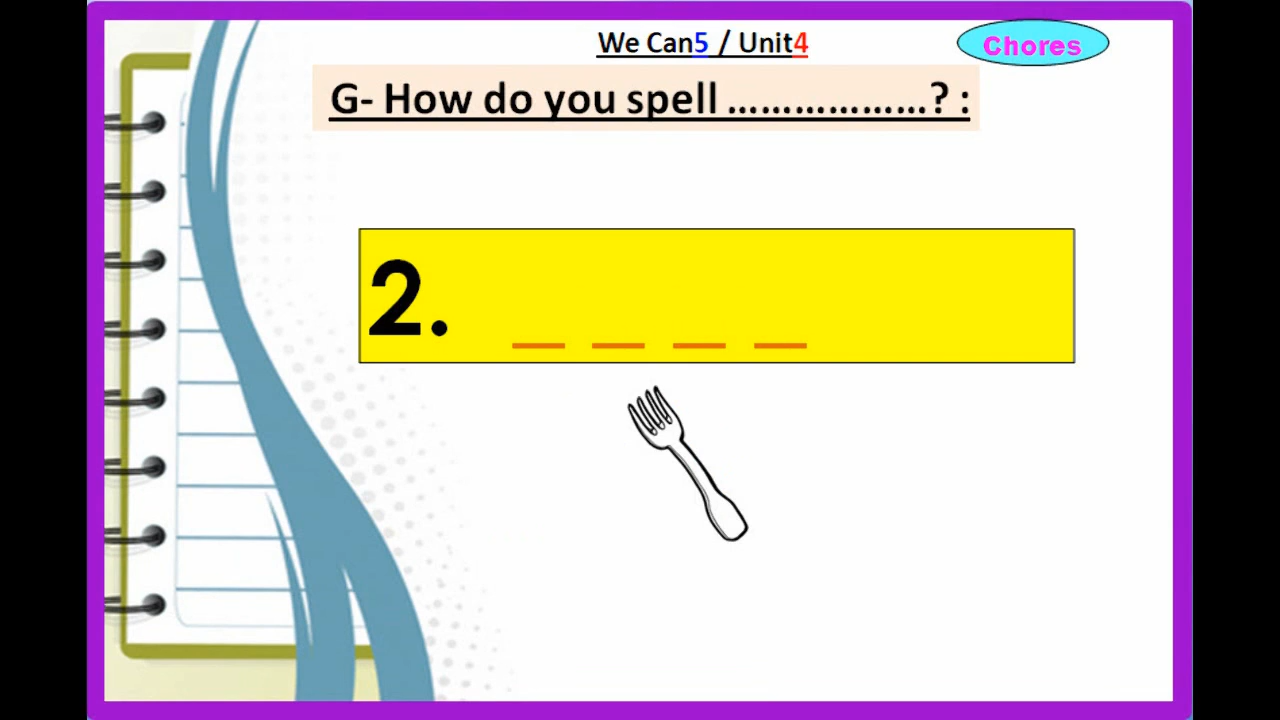 We Can5 / Unit4
Chores
G- How do you spell ………………? :
2. _ _ _ _